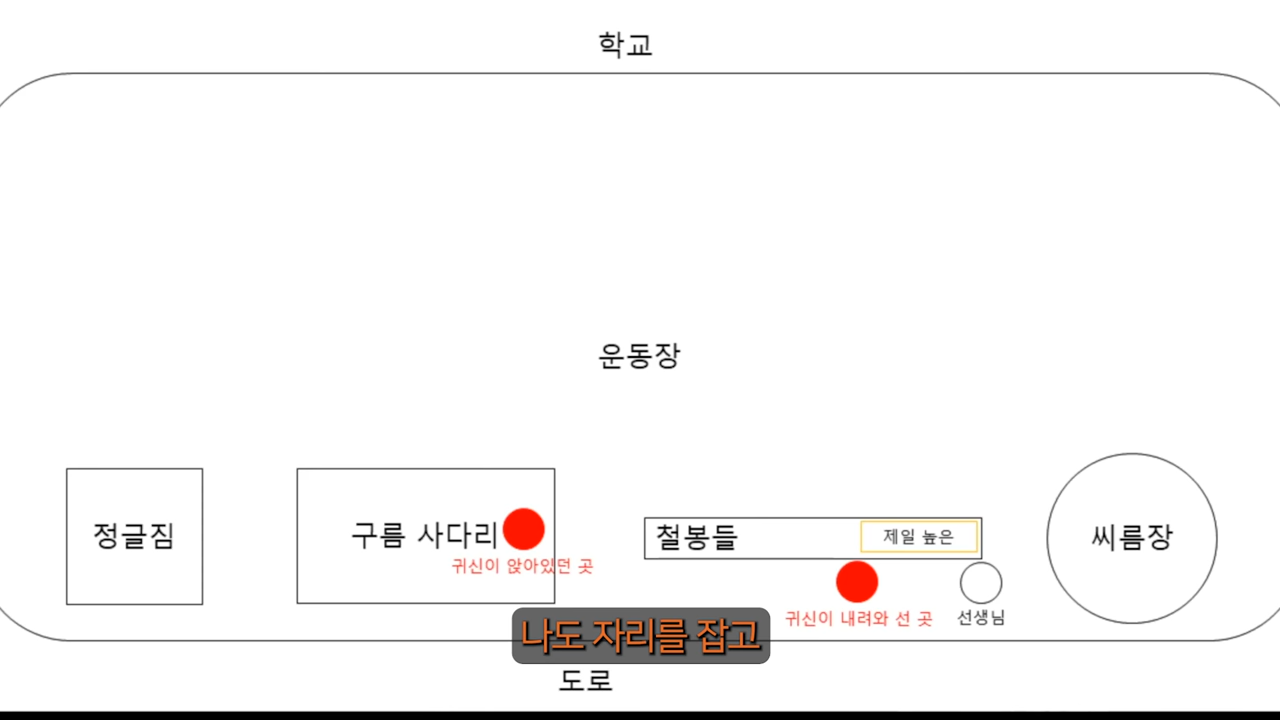 학교
운동장
정글짐
구름 사다리
귀신이 앉아있던 곳
철봉들
제일 높은
귀신이 내려와 선 곳
선생님
씨름장
나도 자리를 잡고
도로